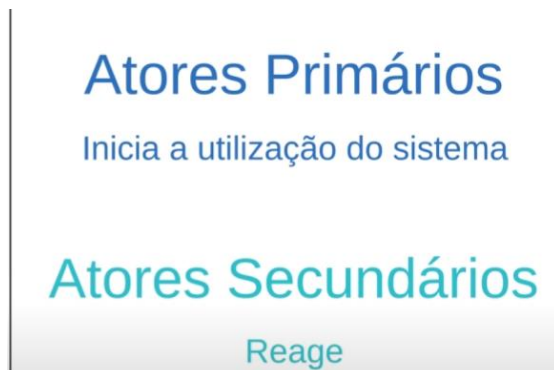 Atores Primários
Inicia a utilização do sistema
Atores Secundários
Reage